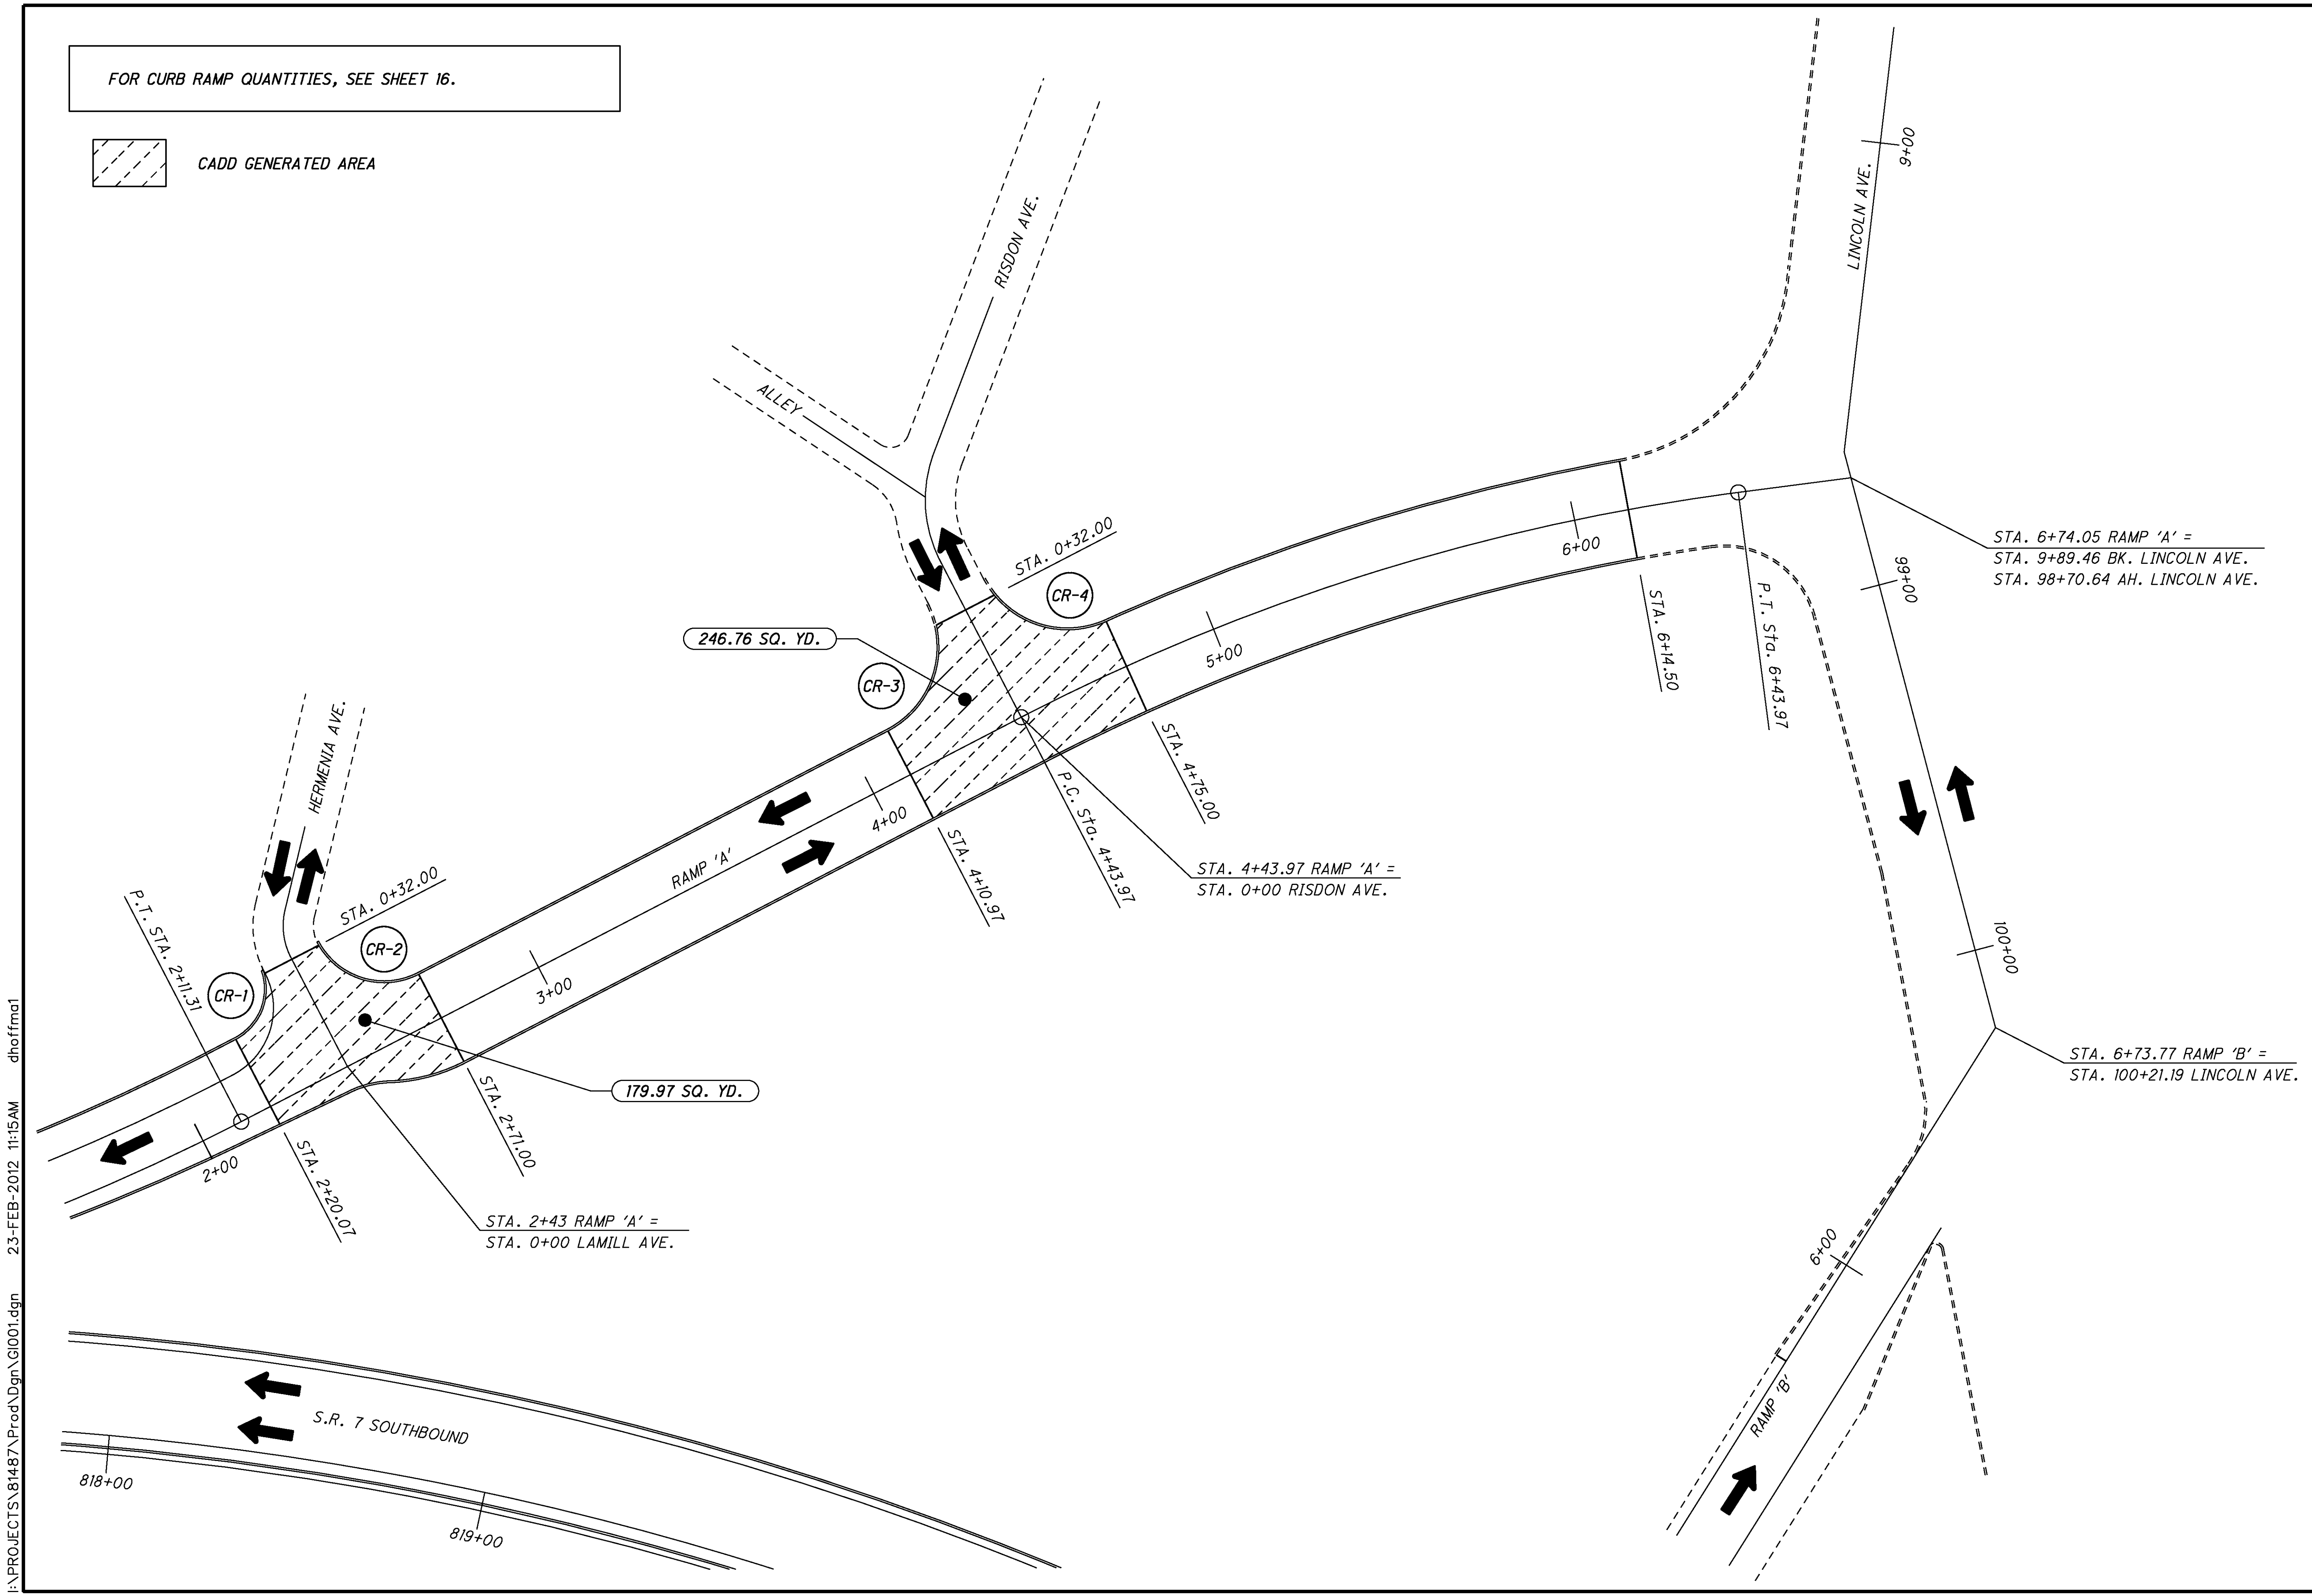 FOR CURB RAMP QUANTITIES, SEE SHEET 16.
CADD GENERATED AREA
RISDON AVE.
LINCOLN AVE.
9+00
ALLEY
STA. 0+32.00
CR-4
246.76 SQ. YD.
CR-3
6+00
5+00
STA. 6+14.50
P.T. Sta. 6+43.97
99+00
STA. 6+74.05 RAMP 'A' =
STA. 9+89.46 BK. LINCOLN AVE.
STA. 98+70.64 AH. LINCOLN AVE.
HERMENIA AVE.
4+00
RAMP 'A'
STA. 4+10.97
P.C. Sta. 4+43.97
STA. 4+75.00
STA. 4+43.97 RAMP 'A' =
STA. 0+00 RISDON AVE.
P.T. STA. 2+11.31
STA. 0+32.00
CR-2
CR-1
3+00
100+00
179.97 SQ. YD.
STA. 2+71.00
STA. 6+73.77 RAMP 'B' =
STA. 100+21.19 LINCOLN AVE.
2+00
STA. 2+20.07
STA. 2+43 RAMP 'A' =
STA. 0+00 LAMILL AVE.
6+00
RAMP 'B'
S.R. 7 SOUTHBOUND
818+00
819+00
I:\PROJECTS\81487\Prod\Dgn\GI001.dgn 23-FEB-2012 11:15AM dhoffma1